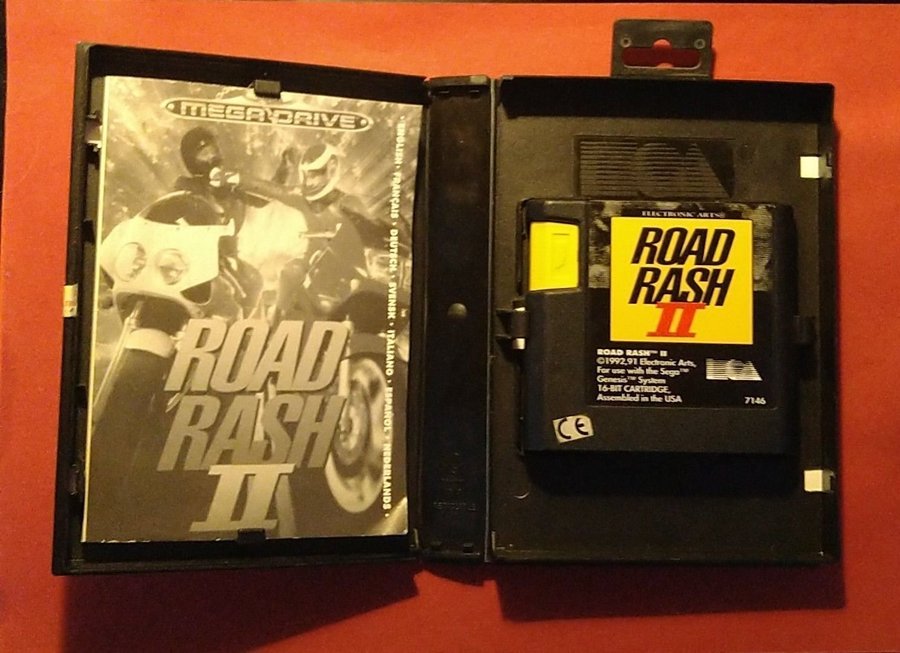 MEGA-DRIVE
• ENGLISH • FRANÇAIS • DEUTSCH • SVENSK • ITALIANO • ESPAÑOL • NEDERLANDS •
ROAD
RASH
II
EA
ELECTRONIC ARTS®
ROAD
RASH
II
ROAD RASH™ II
©1992,91 Electronic Arts,
For use with the Sega™
Genesis™ System
16-BIT CARTRIDGE,
Assembled in the USA
EA
7146
CE